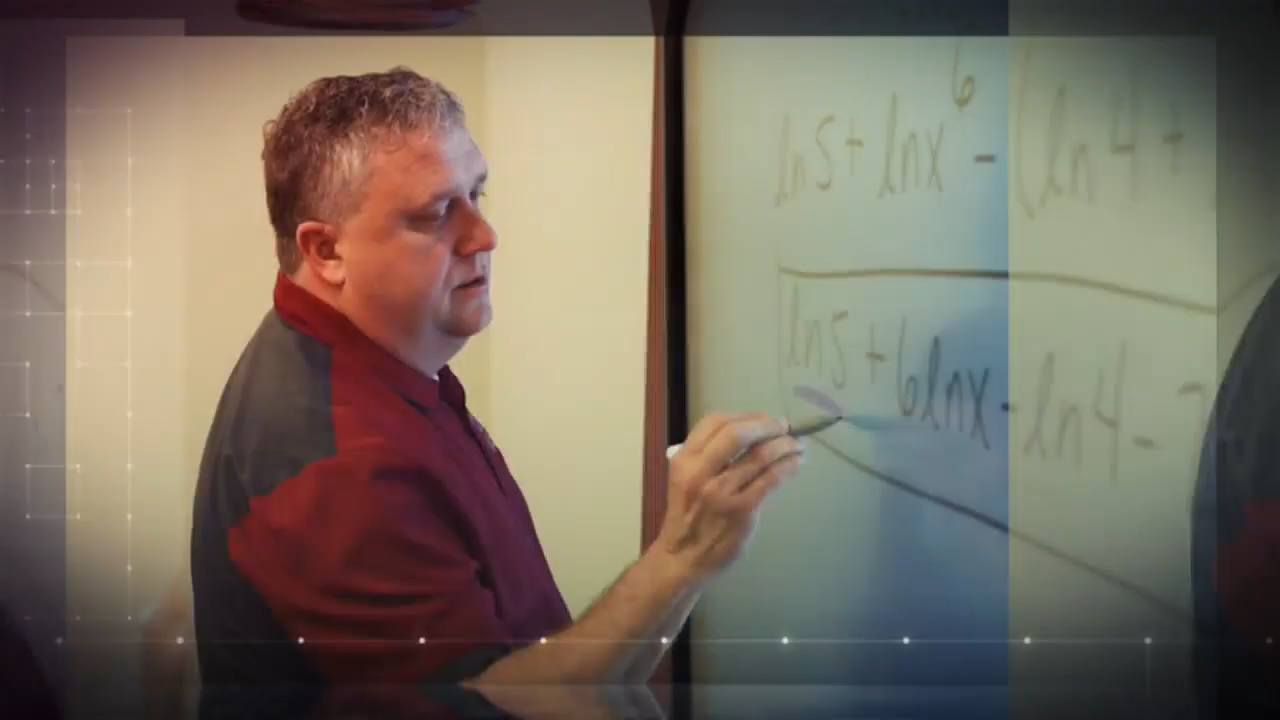 ln5 + lnx⁶ - (ln4 +
ln5 + 6lnx - ln4 -